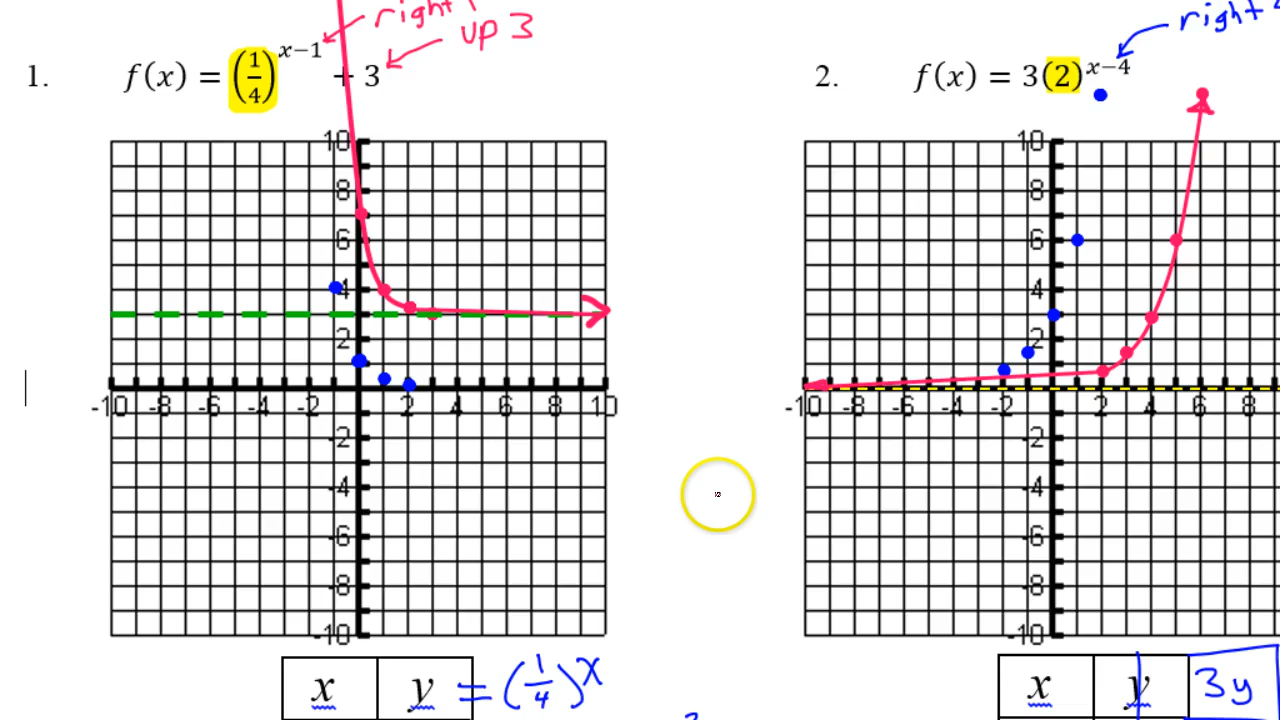 right 1
up 3
1. f(x) = (1/4)^{x−1} + 3
right 4
2. f(x) = 3(2)^{x−4}
10
8
6
4
2
-10 -8 -6 -4 -2 2 4 6 8 10
-2
-4
-6
-8
-10
10
8
6
4
2
-10 -8 -6 -4 -2 2 4 6 8
-2
-4
-6
-8
-10
x y = (1/4)^x
x y 3y